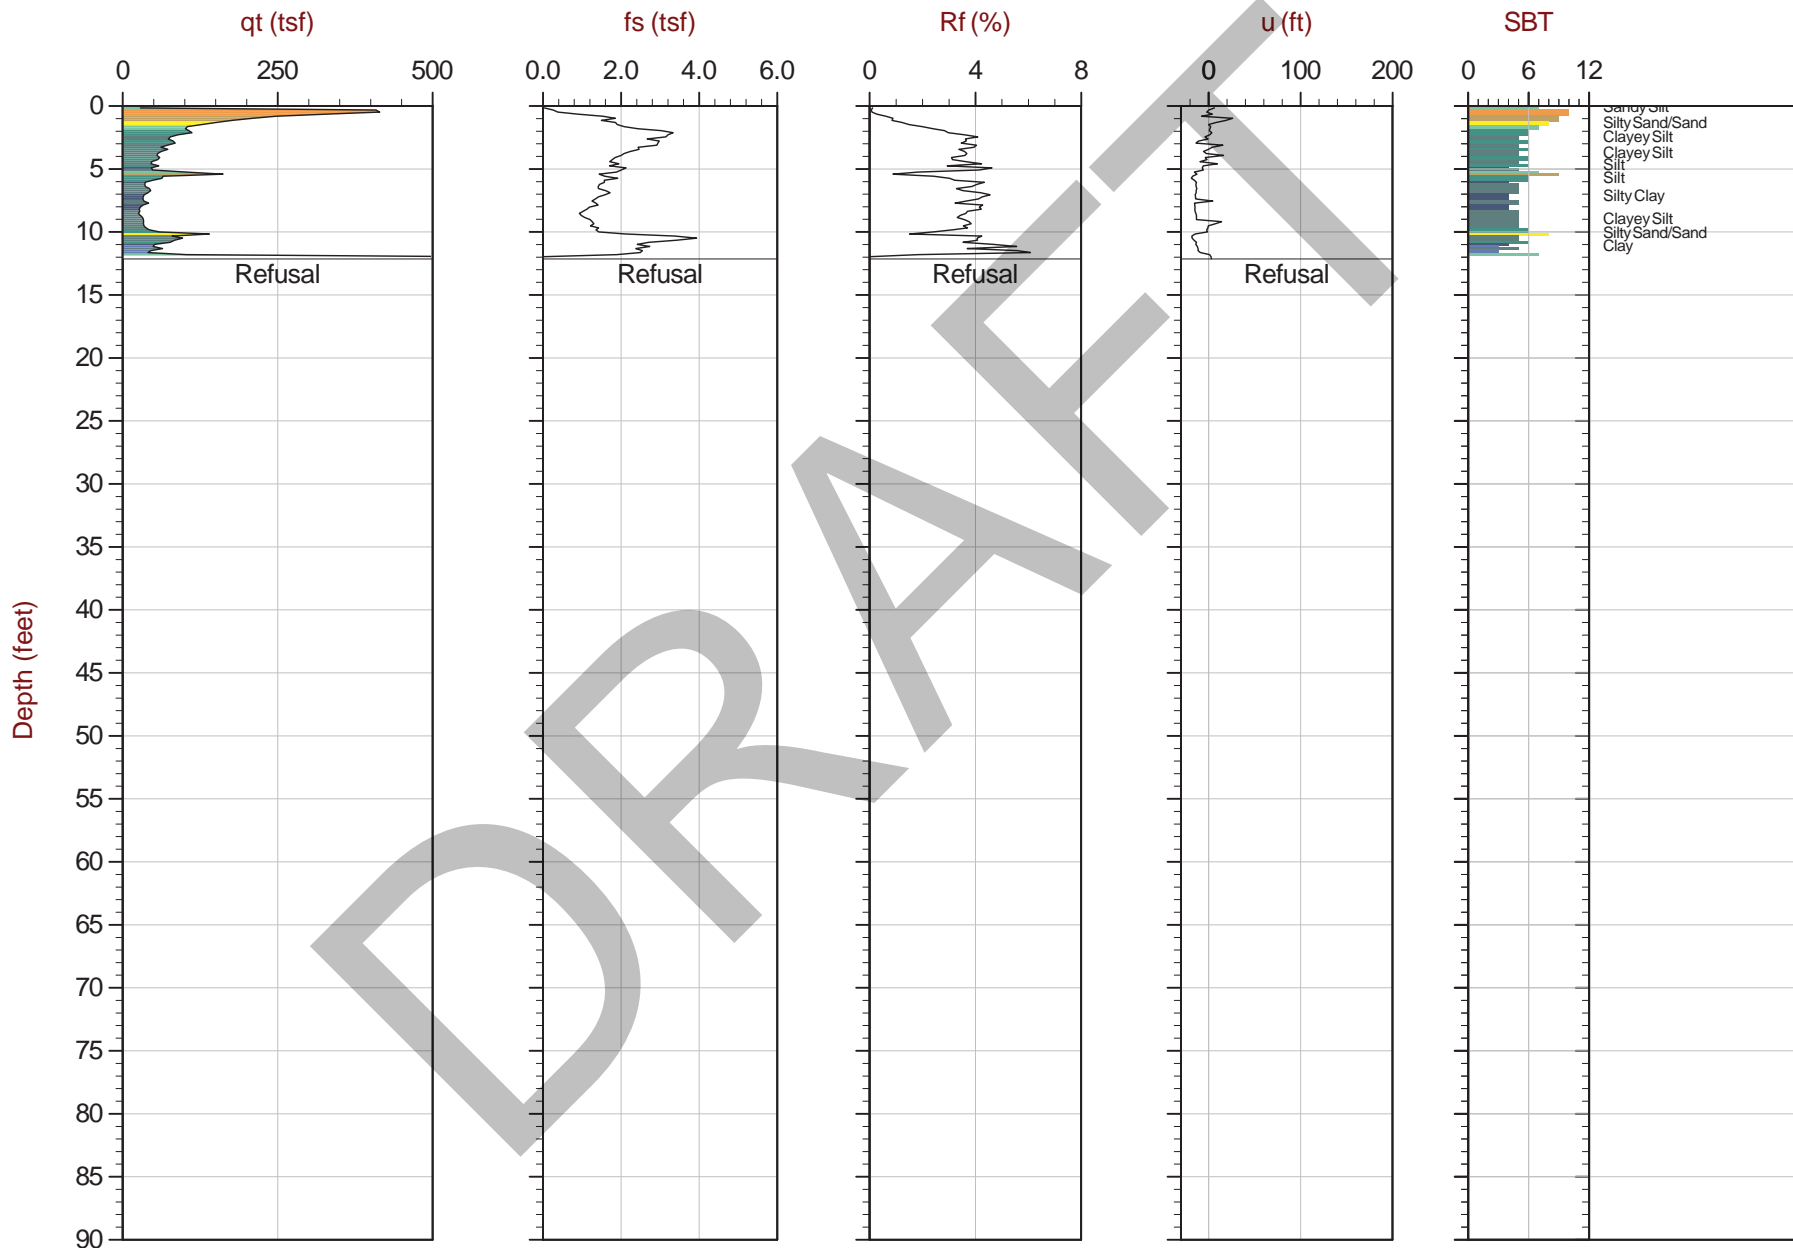 qt (tsf) fs (tsf) Rf (%) u (ft) SBT
0 250 500 0.0 2.0 4.0 6.0 0 4 8 0 100 200 0 6 12
0
Sandy Silt
Silty Sand/Sand
Clayey Silt
Clayey Silt
5
Silt
Silt
Silty Clay
Clayey Silt
10
Silty Sand/Sand
Clay
Refusal Refusal Refusal Refusal
15
20
25
30
35
40
45
50
55
60
65
70
75
80
85
90
Depth (feet)
DRAFT